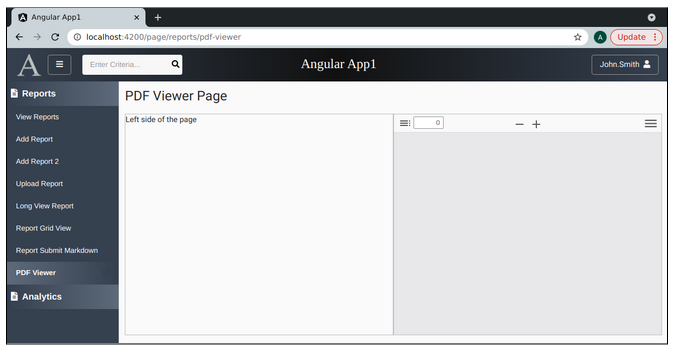 Angular App1
localhost:4200/page/reports/pdf-viewer
A
Update
A
Enter Criteria...
Angular App1
John.Smith
Reports
View Reports
Add Report
Add Report 2
Upload Report
Long View Report
Report Grid View
Report Submit Markdown
PDF Viewer
Analytics
PDF Viewer Page
Left side of the page
0